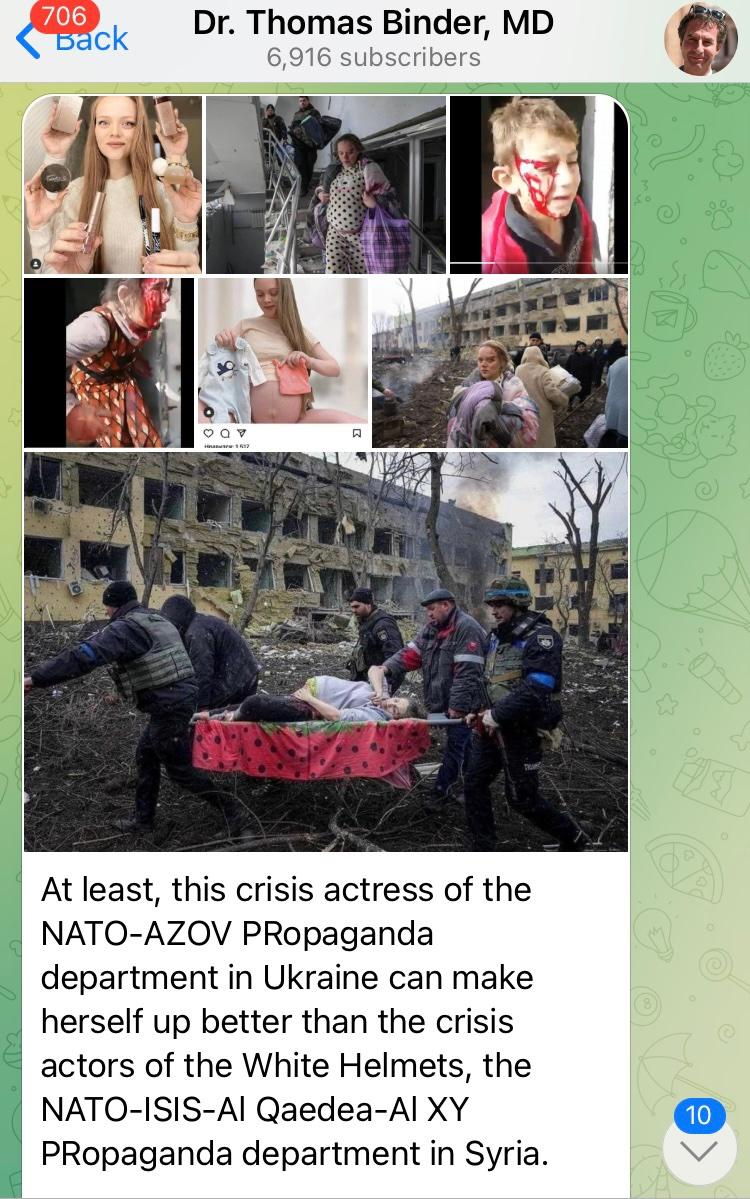 706
Back
Dr. Thomas Binder, MD
6,916 subscribers
At least, this crisis actress of the
NATO-AZOV PRopaganda
department in Ukraine can make
herself up better than the crisis
actors of the White Helmets, the
NATO-ISIS-Al Qaedea-Al XY
PRopaganda department in Syria.
10